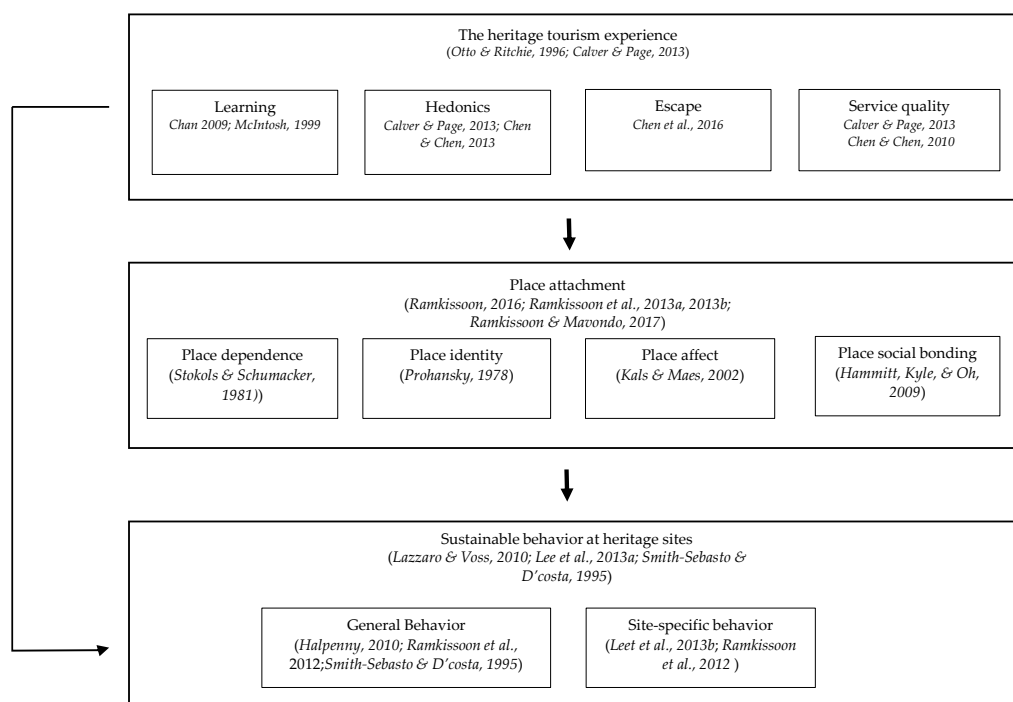 The heritage tourism experience
(Otto & Ritchie, 1996; Calver & Page, 2013)
Learning
Chan 2009; McIntosh, 1999
Hedonics
Calver & Page, 2013; Chen
& Chen, 2013
Escape
Chen et al., 2016
Service quality
Calver & Page, 2013
Chen & Chen, 2010
Place attachment
(Ramkissoon, 2016; Ramkissoon et al., 2013a, 2013b;
Ramkissoon & Mavondo, 2017)
Place dependence
(Stokols & Schumacker,
1981))
Place identity
(Prohansky, 1978)
Place affect
(Kals & Maes, 2002)
Place social bonding
(Hammitt, Kyle, & Oh,
2009)
Sustainable behavior at heritage sites
(Lazzaro & Voss, 2010; Lee et al., 2013a; Smith-Sebasto &
D'costa, 1995)
General Behavior
(Halpenny, 2010; Ramkissoon et al.,
2012;Smith-Sebasto & D'costa, 1995)
Site-specific behavior
(Leet et al., 2013b; Ramkissoon
et al., 2012 )